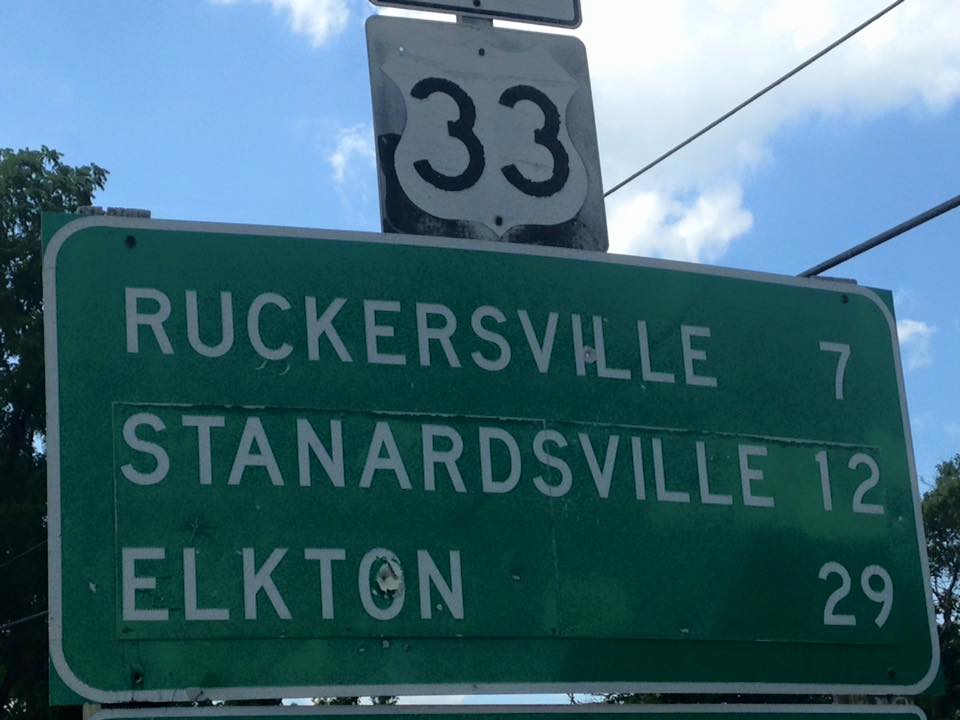 33
RUCKERSVILLE 7
STANARDSVILLE 12
ELKTON 29